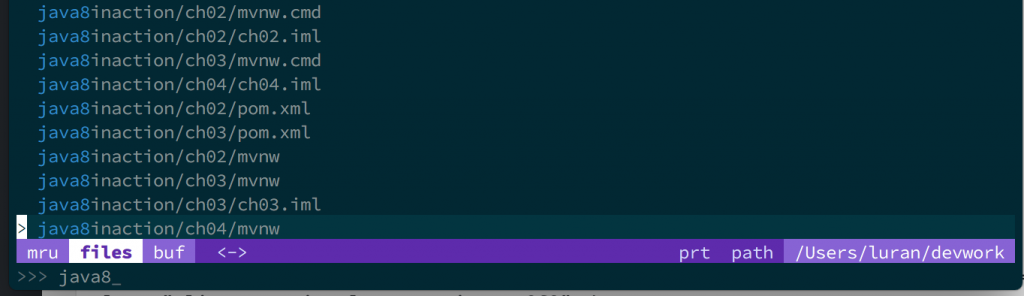 java8inaction/ch02/mvnw.cmd
java8inaction/ch02/ch02.iml
java8inaction/ch03/mvnw.cmd
java8inaction/ch04/ch04.iml
java8inaction/ch02/pom.xml
java8inaction/ch03/pom.xml
java8inaction/ch02/mvnw
java8inaction/ch03/mvnw
java8inaction/ch03/ch03.iml
> java8inaction/ch04/mvnw
mru files buf <-> prt path /Users/luran/devwork
>>> java8_